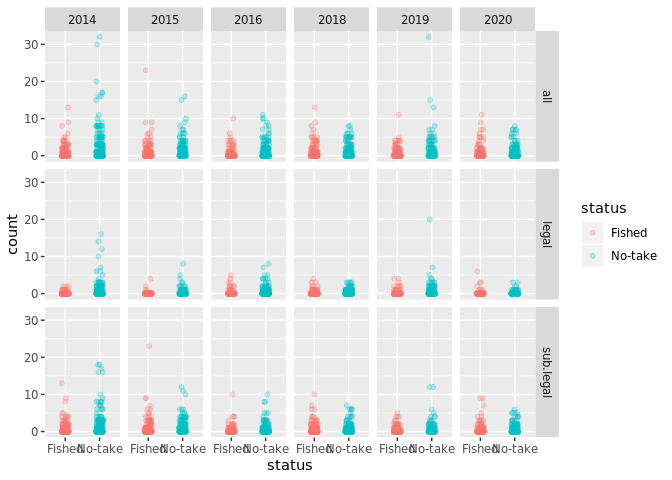 2014 2015 2016 2018 2019 2020
30
20
10
0
all
30
20
10
0
legal
30
20
10
0
sub.legal
count
Fished No-take Fished No-take Fished No-take Fished No-take Fished No-take Fished No-take
status
status
Fished
No-take